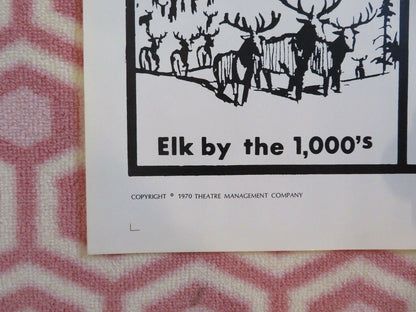 Elk by the 1,000's
COPYRIGHT © 1970 THEATRE MANAGEMENT COMPANY